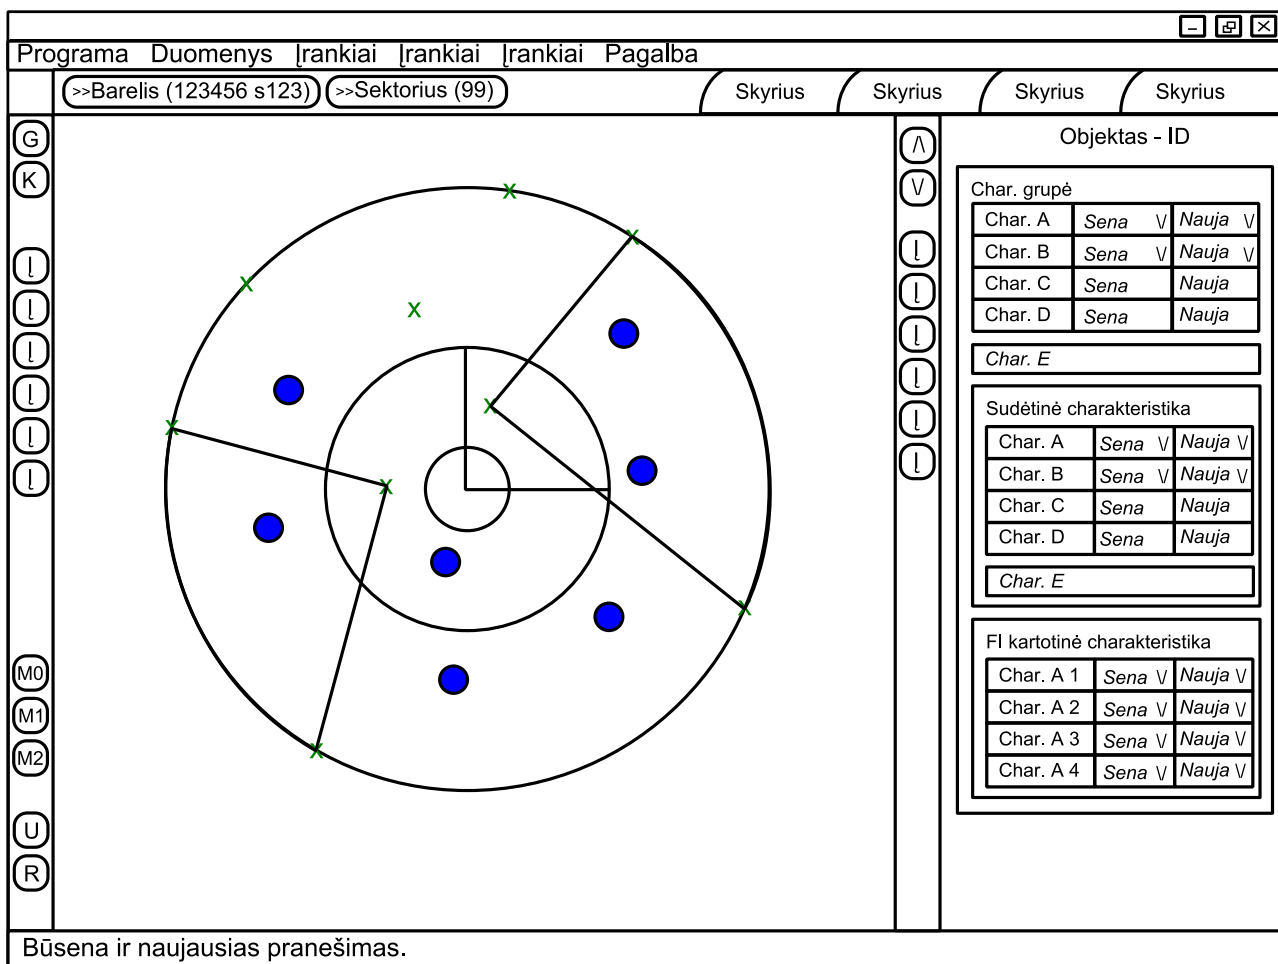 Programa Duomenys Įrankiai Įrankiai Įrankiai Pagalba
>>Barelis (123456 s123) >>Sektorius (99) Skyrius Skyrius Skyrius Skyrius
G
K
Į
Į
Į
Į
Į
Į
M0
M1
M2
U
R
x
x
x
x
x
x
x
x
x
/\
\/
Į
Į
Į
Į
Į
Į
Objektas - ID
Char. grupė
Char. A Sena \/ Nauja \/
Char. B Sena \/ Nauja \/
Char. C Sena Nauja
Char. D Sena Nauja
Char. E
Sudėtinė charakteristika
Char. A Sena \/ Nauja \/
Char. B Sena \/ Nauja \/
Char. C Sena Nauja
Char. D Sena Nauja
Char. E
FI kartotinė charakteristika
Char. A 1 Sena \/ Nauja \/
Char. A 2 Sena \/ Nauja \/
Char. A 3 Sena \/ Nauja \/
Char. A 4 Sena \/ Nauja \/
Būsena ir naujausias pranešimas.